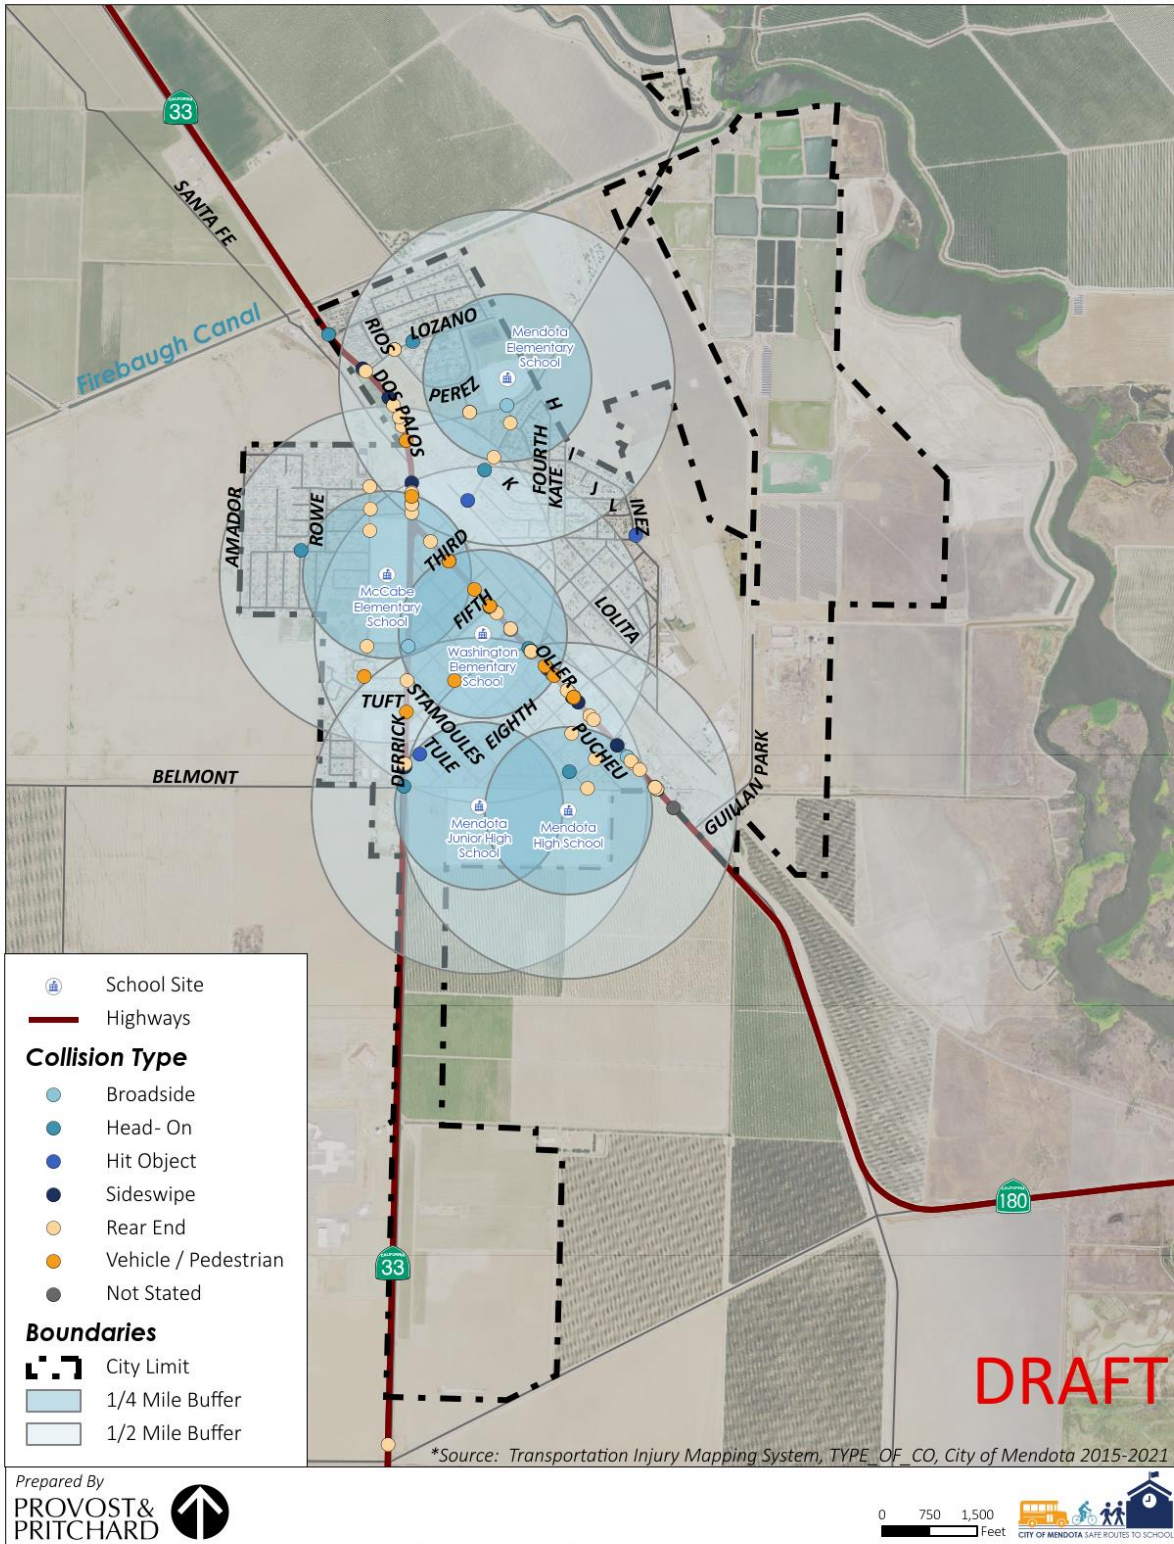 CALIFORNIA
33
SANTA FE
Firebaugh Canal
RIOS
LOZANO
Mendota
Elementary
School
DOS PALOS
PEREZ
H
FOURTH
KATE
I
K
J
L
INEZ
AMADOR
ROWE
THIRD
McCabe
Elementary
School
FIFTH
LOLITA
Washington
Elementary
School
OLLER
TUFT
STAMOULES
EIGHTH
TULE
PUCHEU
DERRICK
BELMONT
GUILLAN PARK
Mendota
Junior High
School
Mendota
High School
School Site
Highways
Collision Type
Broadside
Head- On
Hit Object
Sideswipe
Rear End
Vehicle / Pedestrian
Not Stated
Boundaries
City Limit
1/4 Mile Buffer
1/2 Mile Buffer
CALIFORNIA
180
CALIFORNIA
33
DRAFT
*Source: Transportation Injury Mapping System, TYPE_OF_CO, City of Mendota 2015-2021
Prepared By
PROVOST&
PRITCHARD
0 750 1,500
Feet
CITY OF MENDOTA SAFE ROUTES TO SCHOOL